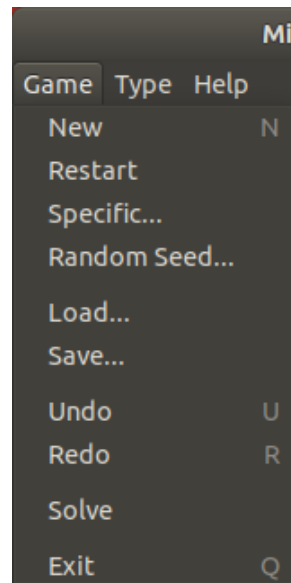 Mi
Game Type Help
New N
Restart
Specific...
Random Seed...
Load...
Save...
Undo U
Redo R
Solve
Exit Q